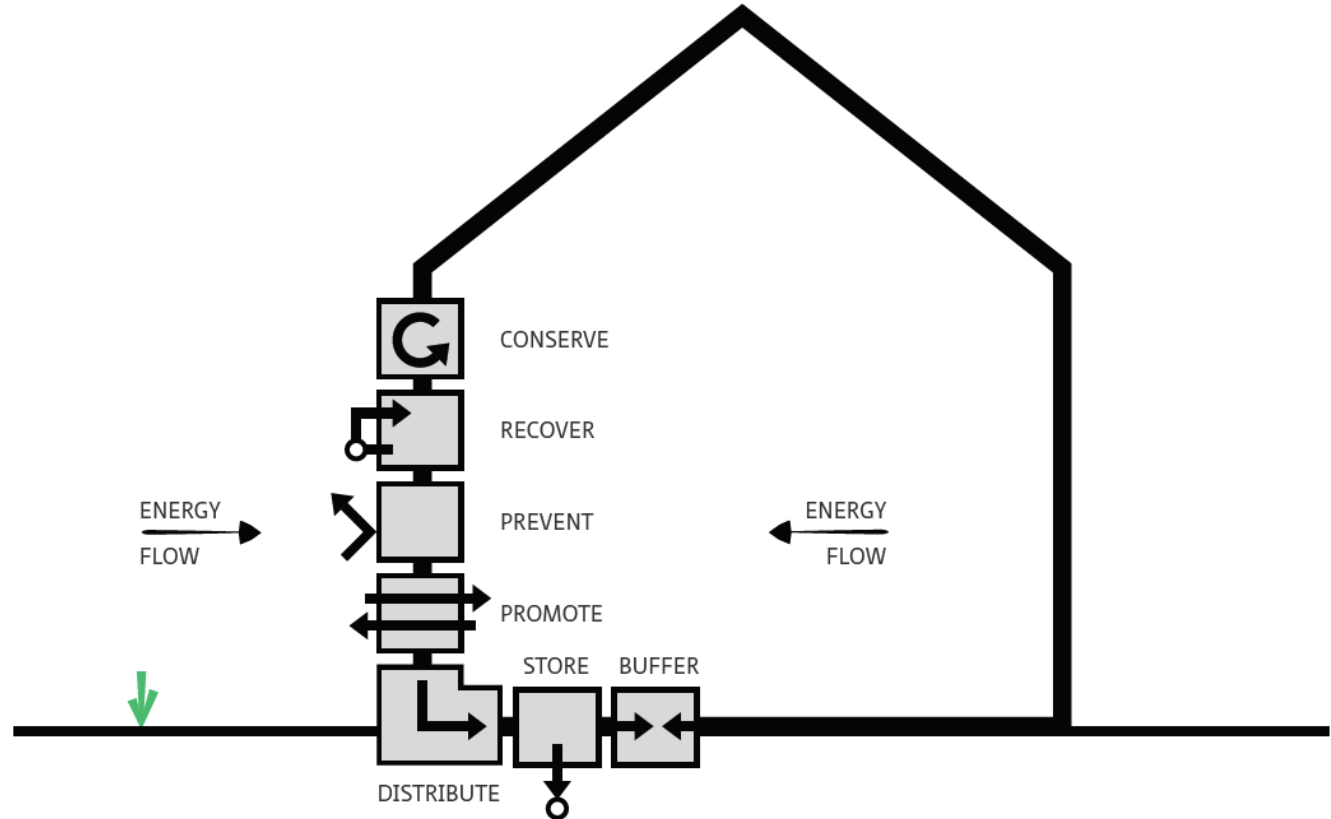 CONSERVE
RECOVER
ENERGY
FLOW
PREVENT
ENERGY
FLOW
PROMOTE
STORE
BUFFER
DISTRIBUTE